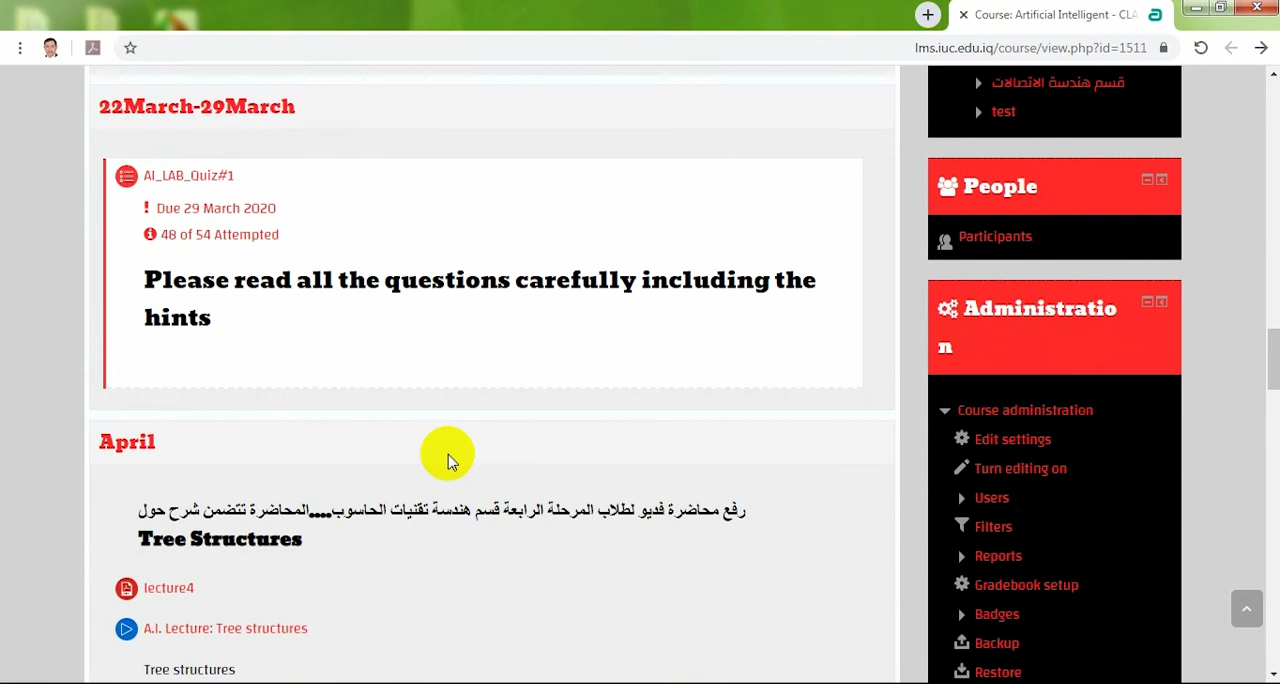 Course: Artificial Intelligent - CLA
lms.iuc.edu.iq/course/view.php?id=1511
22March-29March
AI_LAB_Quiz#1
Due 29 March 2020
48 of 54 Attempted
Please read all the questions carefully including the
hints
April
رفع محاضرة فديو لطلاب المرحلة الرابعة قسم هندسة تقنيات الحاسوب....المحاضرة تتضمن شرح حول
Tree Structures
lecture4
A.I. Lecture: Tree structures
Tree structures
قسم هندسة الاتصالات
test
People
Participants
Administratio
n
Course administration
Edit settings
Turn editing on
Users
Filters
Reports
Gradebook setup
Badges
Backup
Restore